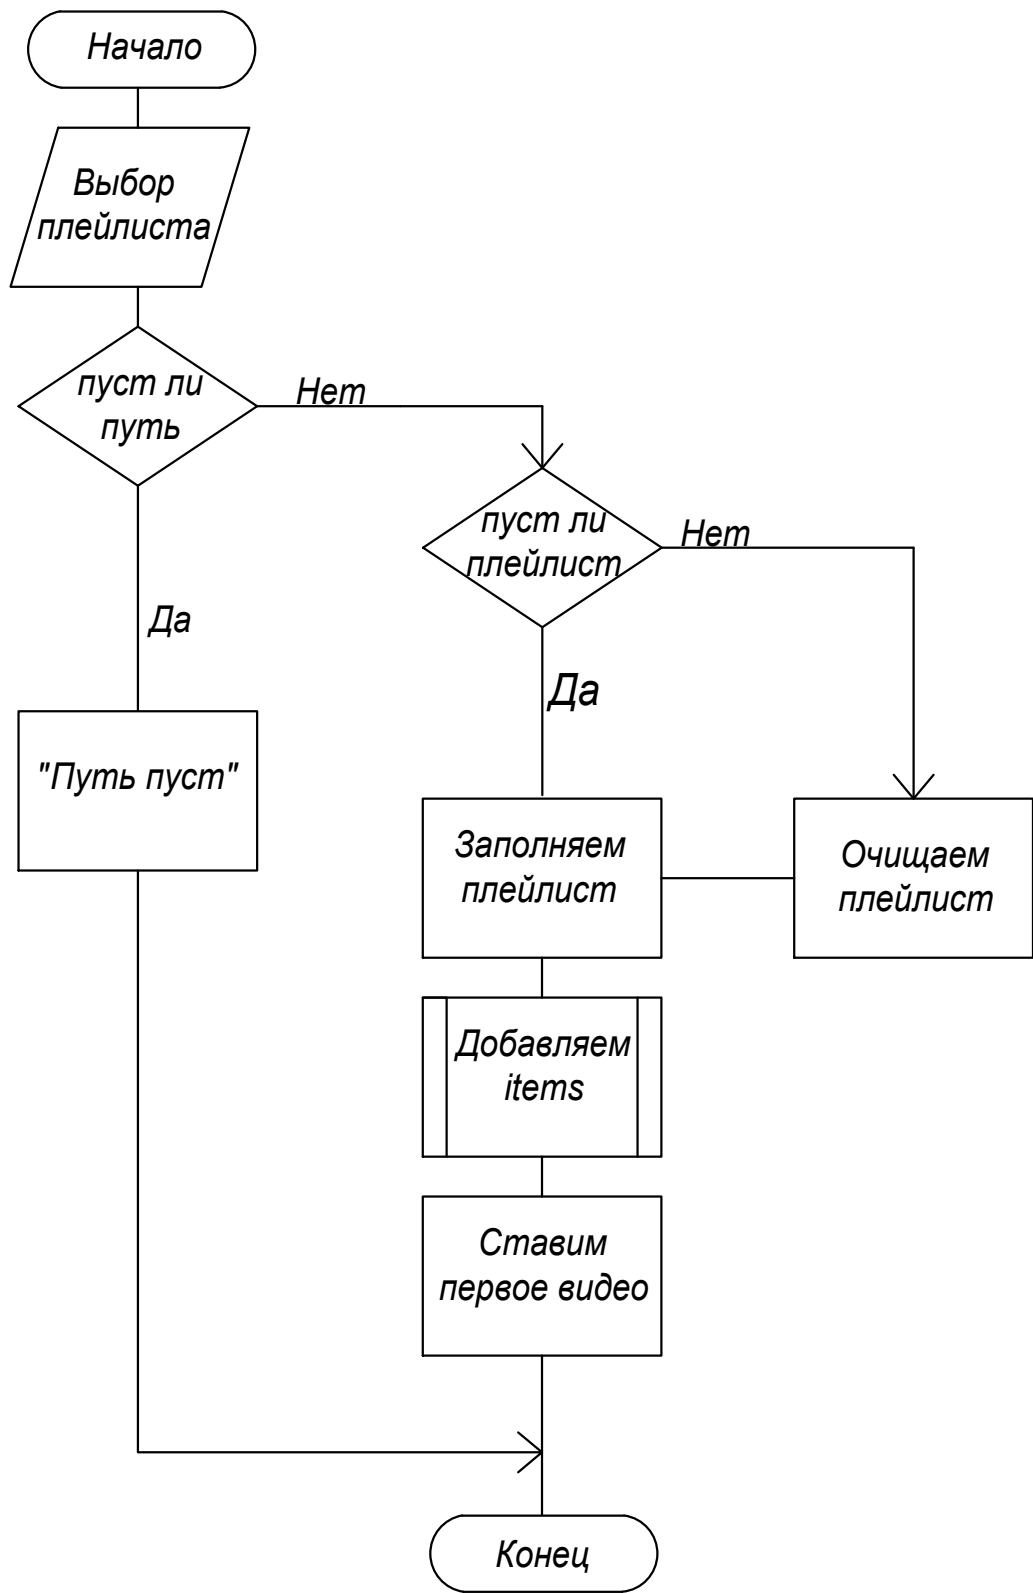 Начало
Выбор
плейлиста
пуст ли
путь
Нет
пуст ли
плейлист
Нет
Да
Да
"Путь пуст"
Заполняем
плейлист
Очищаем
плейлист
Добавляем
items
Ставим
первое видео
Конец